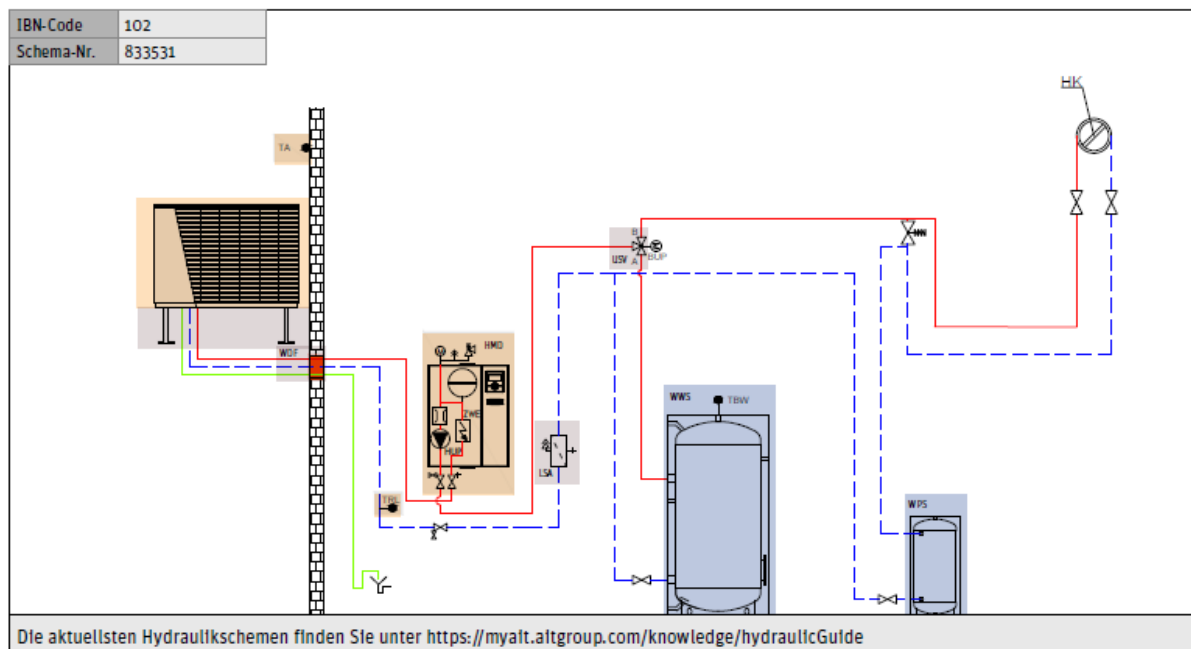 IBN-Code 102
Schema-Nr. 833531
HK
TA
B
USV
A
BUP
WDF
HMD
M
ZWE
HUP
WWS
TBW
LSA
TRL
WPS
Die aktuellsten Hydraulikschemen finden Sie unter https://myait.aitgroup.com/knowledge/hydraulicGuide